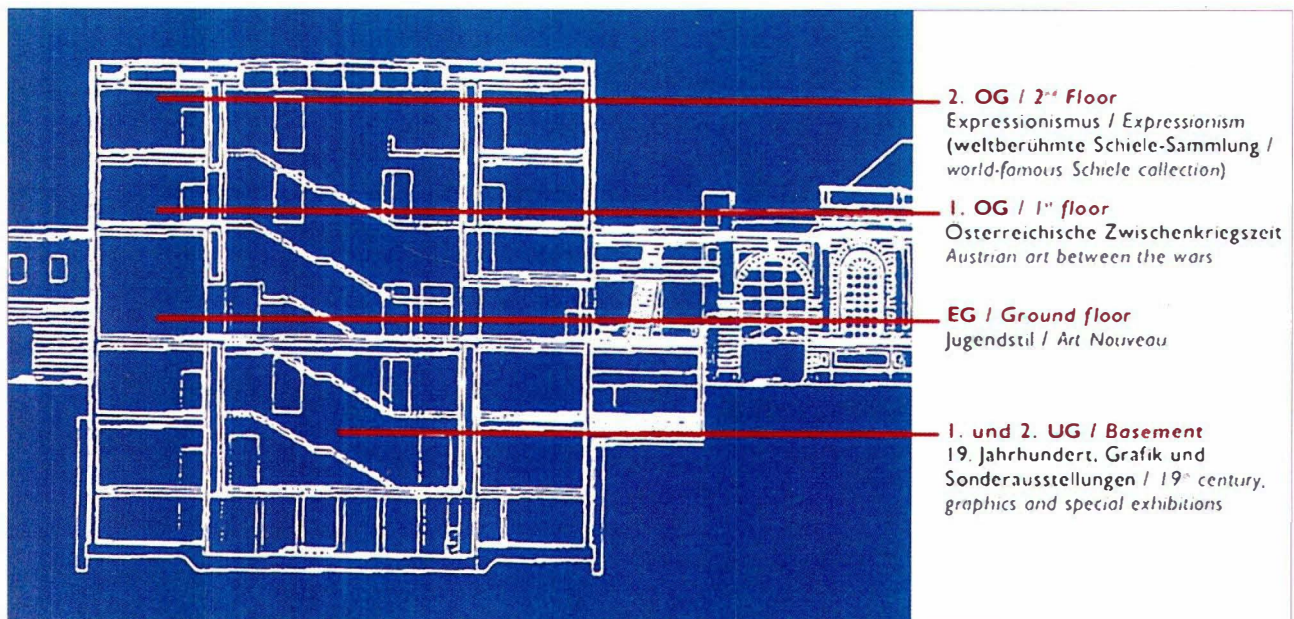 2. OG / 2nd Floor
Expressionismus / Expressionism
(weltberühmte Schiele-Sammlung /
world-famous Schiele collection)
1. OG / 1st floor
Österreichische Zwischenkriegszeit
Austrian art between the wars
EG / Ground floor
Jugendstil / Art Nouveau
1. und 2. UG / Basement
19. Jahrhundert, Grafik und
Sonderausstellungen / 19th century,
graphics and special exhibitions